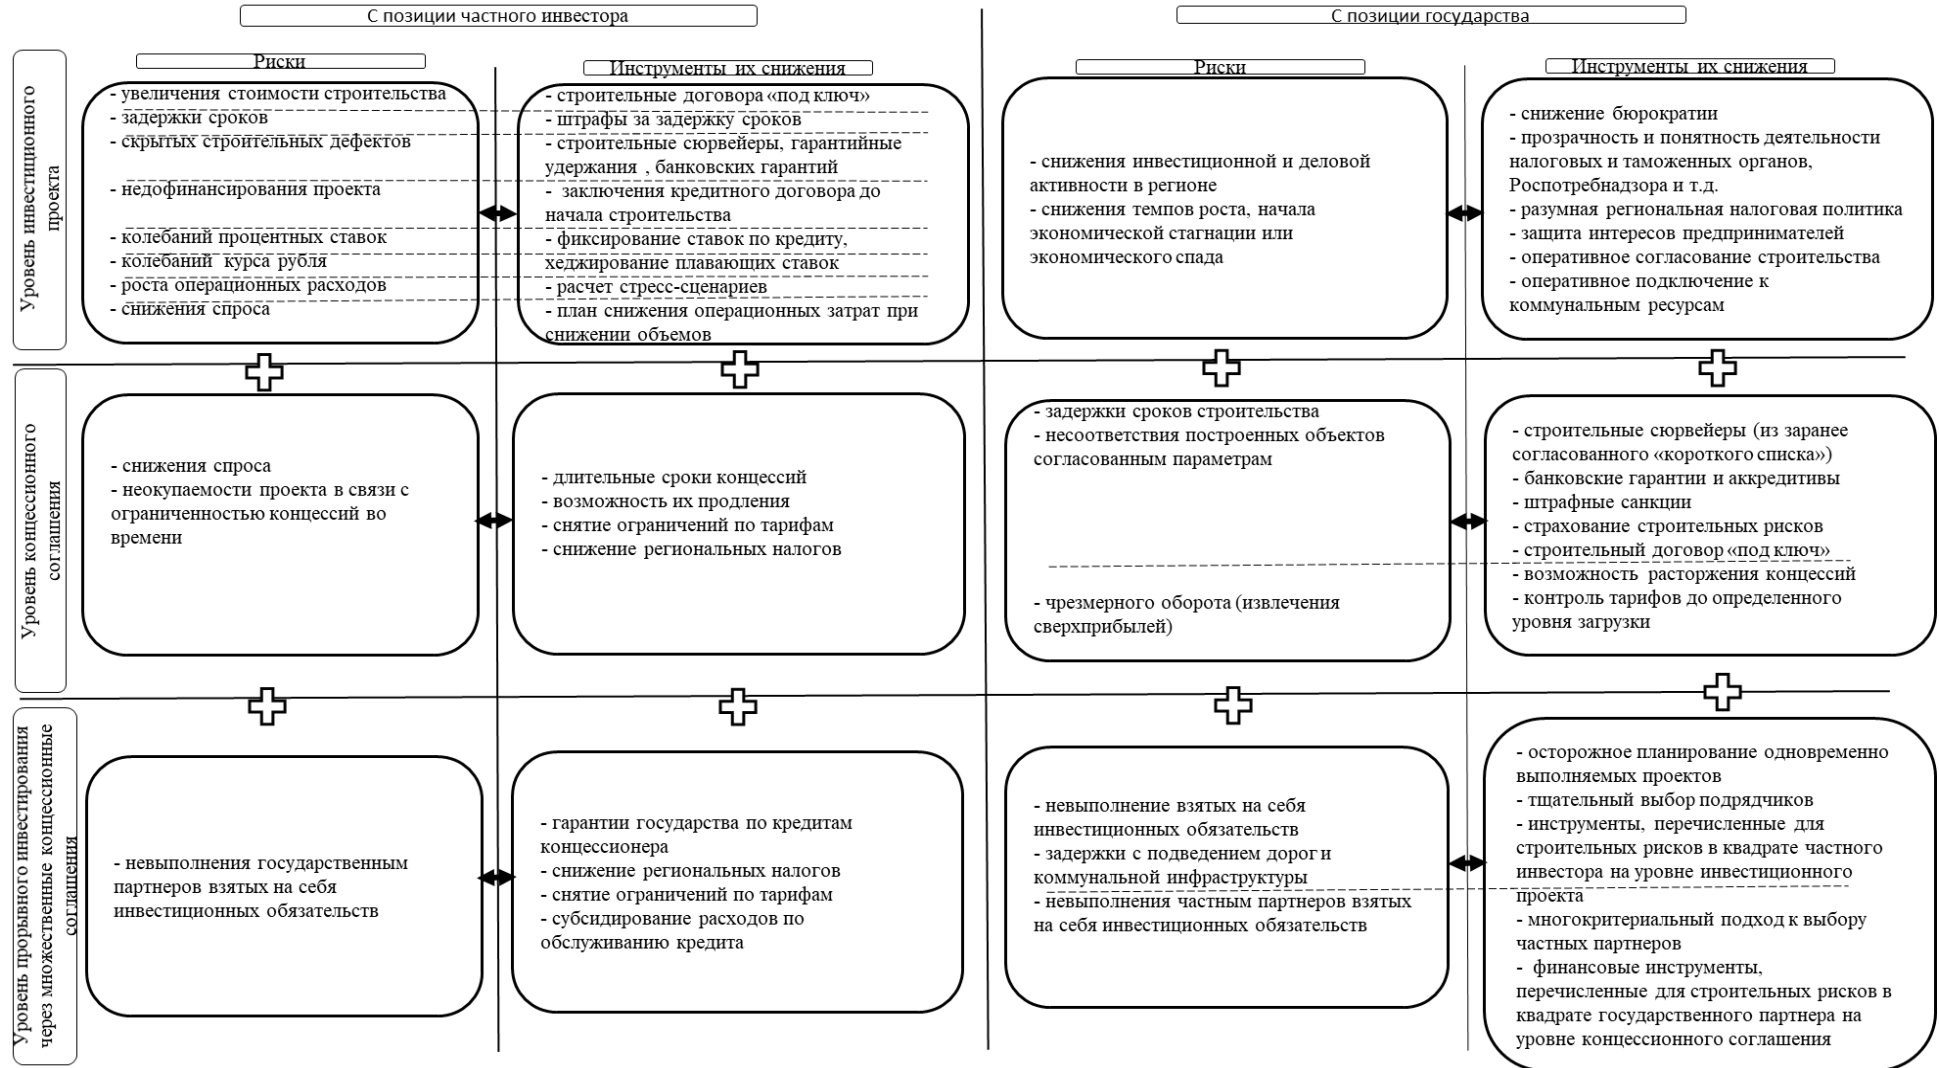 С позиции частного инвестора
С позиции государства
Риски
Инструменты их снижения
Риски
Инструменты их снижения
Уровень инвестиционного
проекта
- увеличения стоимости строительства
- задержки сроков
- скрытых строительных дефектов
- недофинансирования проекта
- колебаний процентных ставок
- колебаний курса рубля
- роста операционных расходов
- снижения спроса
- строительные договора «под ключ»
- штрафы за задержку сроков
- строительные сюрвейеры, гарантийные
удержания , банковских гарантий
- заключения кредитного договора до
начала строительства
- фиксирование ставок по кредиту,
хеджирование плавающих ставок
- расчет стресс-сценариев
- план снижения операционных затрат при
снижении объемов
- снижения инвестиционной и деловой
активности в регионе
- снижения темпов роста, начала
экономической стагнации или
экономического спада
- снижение бюрократии
- прозрачность и понятность деятельности
налоговых и таможенных органов,
Роспотребнадзора и т.д.
- разумная региональная налоговая политика
- защита интересов предпринимателей
- оперативное согласование строительства
- оперативное подключение к
коммунальным ресурсам
Уровень концессионного
соглашения
- снижения спроса
- неокупаемости проекта в связи с
ограниченностью концессий во
времени
- длительные сроки концессий
- возможность их продления
- снятие ограничений по тарифам
- снижение региональных налогов
- задержки сроков строительства
- несоответствия построенных объектов
согласованным параметрам
- чрезмерного оборота (извлечения
сверхприбылей)
- строительные сюрвейеры (из заранее
согласованного «короткого списка»)
- банковские гарантии и аккредитивы
- штрафные санкции
- страхование строительных рисков
- строительный договор «под ключ»
- возможность расторжения концессий
- контроль тарифов до определенного
уровня загрузки
Уровень прорывного инвестирования
через множественные концессионные
соглашения
- невыполнения государственным
партнеров взятых на себя
инвестиционных обязательств
- гарантии государства по кредитам
концессионера
- снижение региональных налогов
- снятие ограничений по тарифам
- субсидирование расходов по
обслуживанию кредита
- невыполнение взятых на себя
инвестиционных обязательств
- задержки с подведением дорог и
коммунальной инфраструктуры
- невыполнения частным партнеров взятых
на себя инвестиционных обязательств
- осторожное планирование одновременно
выполняемых проектов
- тщательный выбор подрядчиков
- инструменты, перечисленные для
строительных рисков в квадрате частного
инвестора на уровне инвестиционного
проекта
- многокритериальный подход к выбору
частных партнеров
- финансовые инструменты,
перечисленные для строительных рисков в
квадрате государственного партнера на
уровне концессионного соглашения